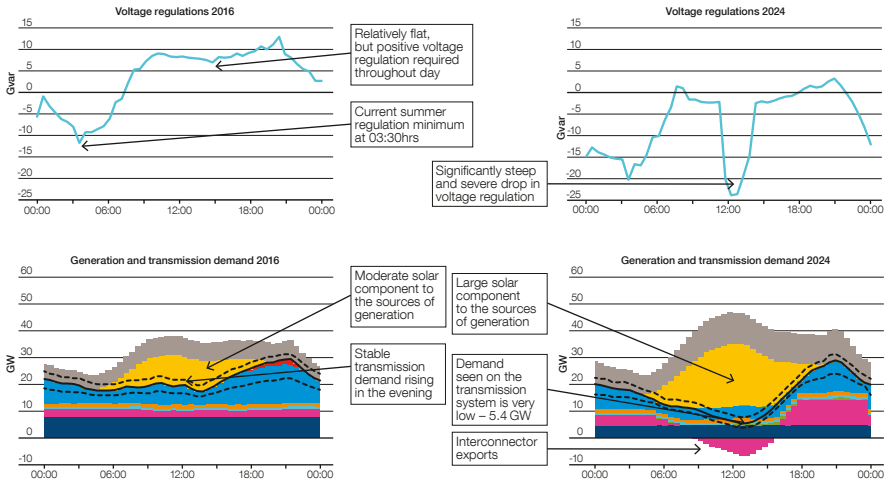 Voltage regulations 2016
Gvar
15
10
5
0
-5
-10
-15
-20
-25
00:00
06:00
12:00
18:00
00:00
Relatively flat,
but positive voltage
regulation required
throughout day
Current summer
regulation minimum
at 03:30hrs
Voltage regulations 2024
Gvar
15
10
5
0
-5
-10
-15
-20
-25
00:00
06:00
12:00
18:00
00:00
Significantly steep
and severe drop in
voltage regulation
Generation and transmission demand 2016
GW
60
50
40
30
20
10
0
-10
00:00
06:00
12:00
18:00
00:00
Moderate solar
component to
the sources of
generation
Stable
transmission
demand rising
in the evening
Large solar
component
to the sources
of generation
Demand
seen on the
transmission
system is very
low – 5.4 GW
Interconnector
exports
Generation and transmission demand 2024
GW
60
50
40
30
20
10
0
-10
00:00
06:00
12:00
18:00
00:00